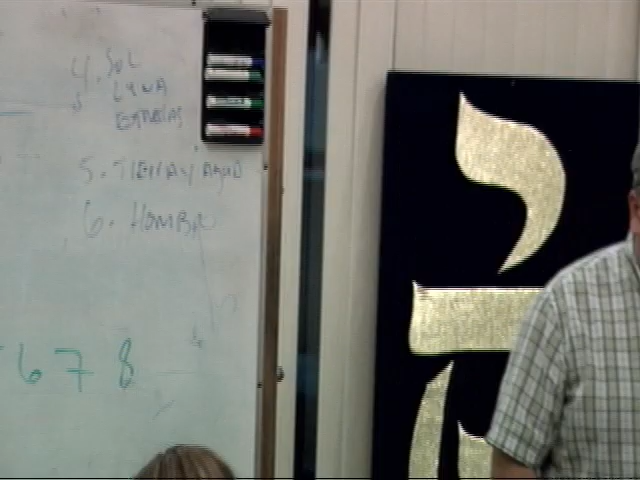 4. SOL
LUNA
ESTRELLAS
5. TIERRA Y AGUA
6. HOMBRE
6 7 8
י
ה